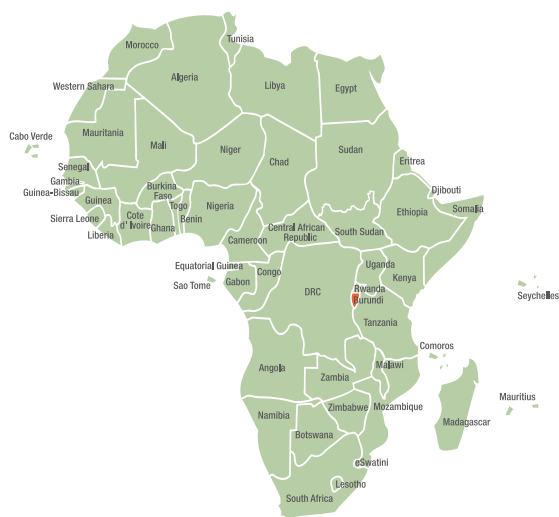 Tunisia
Morocco
Algeria
Libya
Egypt
Western Sahara
Mauritania
Cabo Verde
Mali
Niger
Chad
Sudan
Eritrea
Senegal
Gambia
Guinea-Bissau
Guinea
Burkina
Faso
Togo
Benin
Nigeria
Djibouti
Somalia
Ethiopia
Sierra Leone
Liberia
Cote
d' Ivoire
Ghana
Cameroon
Central African
Republic
South Sudan
Equatorial Guinea
Sao Tome
Gabon
Congo
DRC
Uganda
Kenya
Rwanda
Burundi
Seychelles
Tanzania
Comoros
Angola
Zambia
Malawi
Mozambique
Mauritius
Madagascar
Namibia
Zimbabwe
Botswana
eSwatini
Lesotho
South Africa